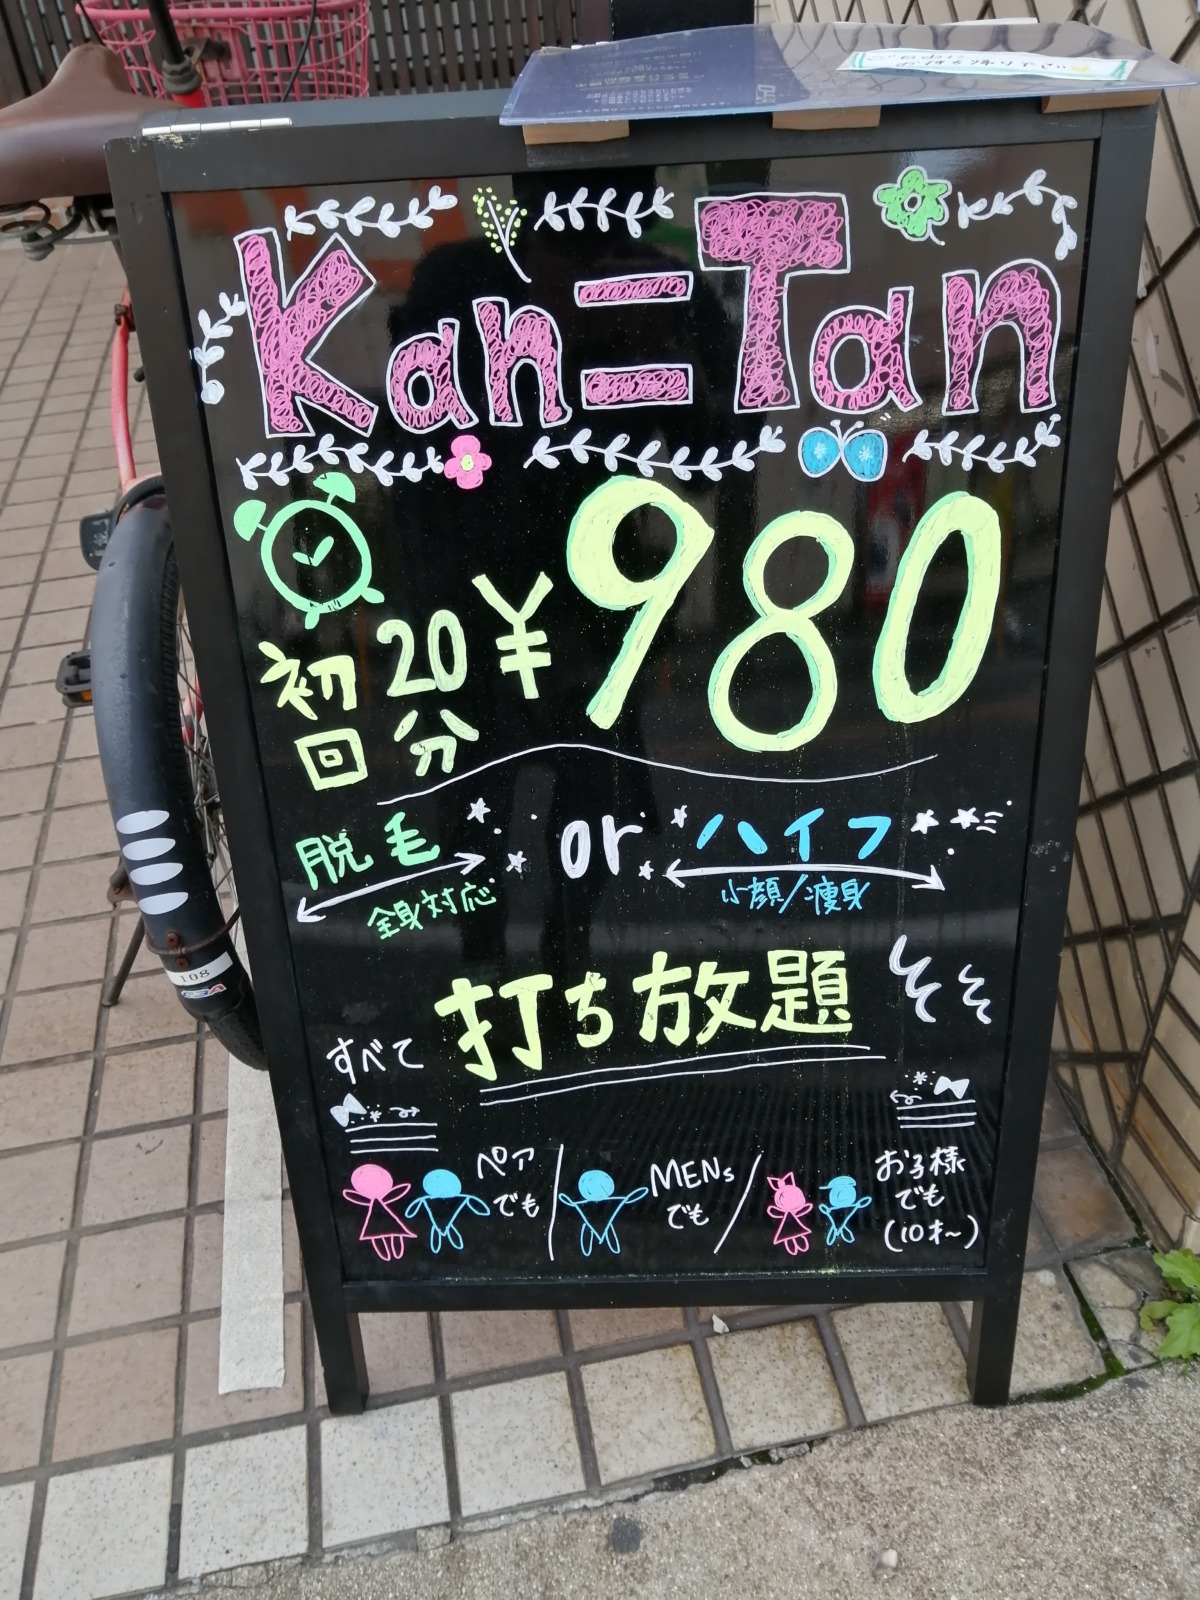 Kan=Tan
初回 20分 ¥980
脱毛 or ハイフ
全身対応 小顔/痩身
すべて 打ち放題
ペアでも / MENsでも / お子様でも(10才~)
108